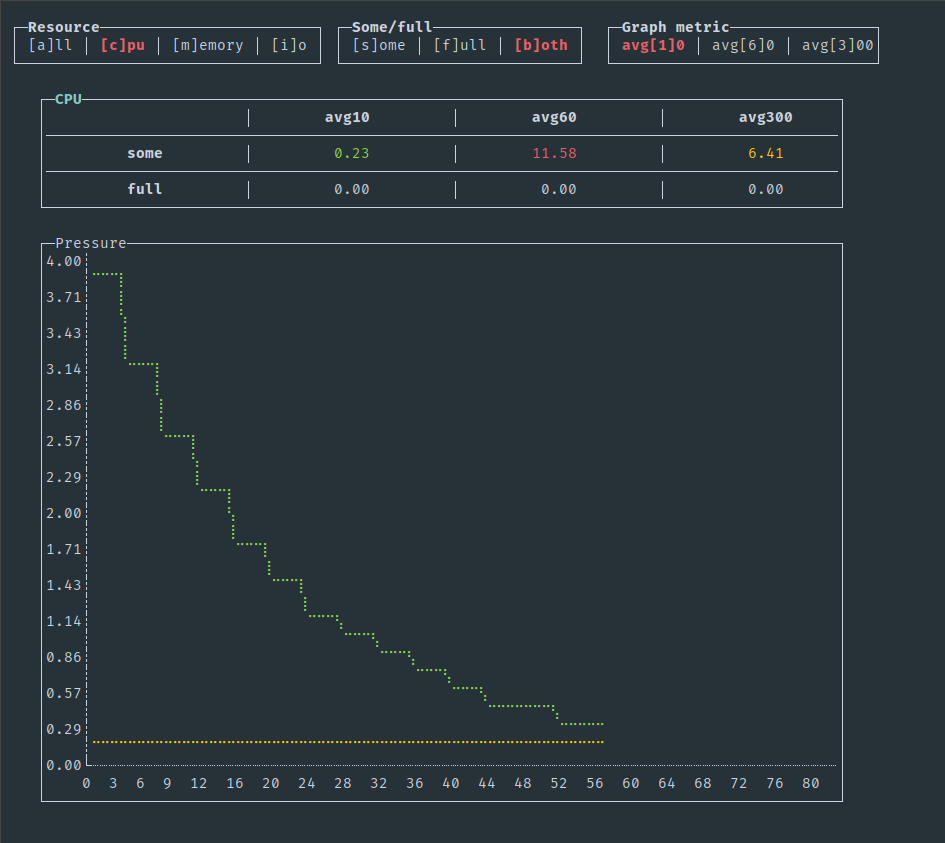 Resource Some/full Graph metric
[a]ll | [c]pu | [m]emory | [i]o [s]ome | [f]ull | [b]oth avg[1]0 | avg[6]0 | avg[3]00
CPU
| avg10 | avg60 | avg300
some | 0.23 | 11.58 | 6.41
full | 0.00 | 0.00 | 0.00
Pressure
4.00
3.71
3.43
3.14
2.86
2.57
2.29
2.00
1.71
1.43
1.14
0.86
0.57
0.29
0.00
0 3 6 9 12 16 20 24 28 32 36 40 44 48 52 56 60 64 68 72 76 80